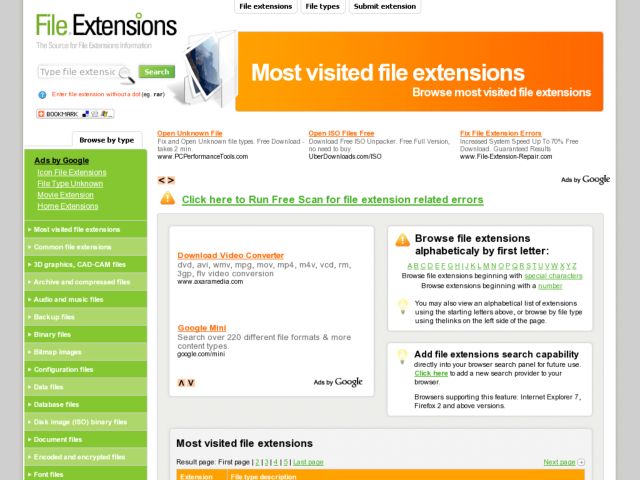 File extensions
File types
Submit extension
File.Extensions
The Source for File Extensions Information
Type file extensic
Search
Enter file extension without a dot (eg. rar)
BOOKMARK
Most visited file extensions
Browse most visited file extensions
Browse by type
Ads by Google
Icon File Extensions
File Type Unknown
Movie Extension
Home Extensions
Most visited file extensions
Common file extensions
3D graphics, CAD-CAM files
Archive and compressed files
Audio and music files
Backup files
Binary files
Bitmap images
Configuration files
Data files
Database files
Disk image (ISO) binary files
Document files
Encoded and encrypted files
Font files
Open Unknown File
Fix and Open Unknown file types. Free Download - takes 2 min.
www.PCPerformanceTools.com
Open ISO Files Free
Download Free ISO Unpacker. Free Full Version, no need to buy
UberDownloads.com/ISO
Fix File Extension Errors
Increased System Speed Up To 70% Free Download. Guaranteed Results
www.File-Extension-Repair.com
Ads by Google
Click here to Run Free Scan for file extension related errors
Download Video Converter
dvd, avi, wmv, mpg, mov, mp4, m4v, vcd, rm,
3gp, flv video conversion
www.axaramedia.com
Google Mini
Search over 220 different file formats & more
content types.
google.com/mini
Ads by Google
Browse file extensions
alphabeticaly by first letter:
A B C D E F G H I J K L M N O P Q R S T U V W X Y Z
Browse file extensions beginning with special characters
Browse extensions beginning with a number
You may also view an alphabetical list of extensions
using the starting letters above, or browse by file type
using thelinks on the left side of the page.
Add file extensions search capability
directly into your browser search panel for future use.
Click here to add a new search provider to your
browser.
Browsers supporting this feature: Internet Explorer 7,
Firefox 2 and above versions.
Most visited file extensions
Result page: First page | 2 | 3 | 4 | 5 | Last page
Next page
Extension
File type description